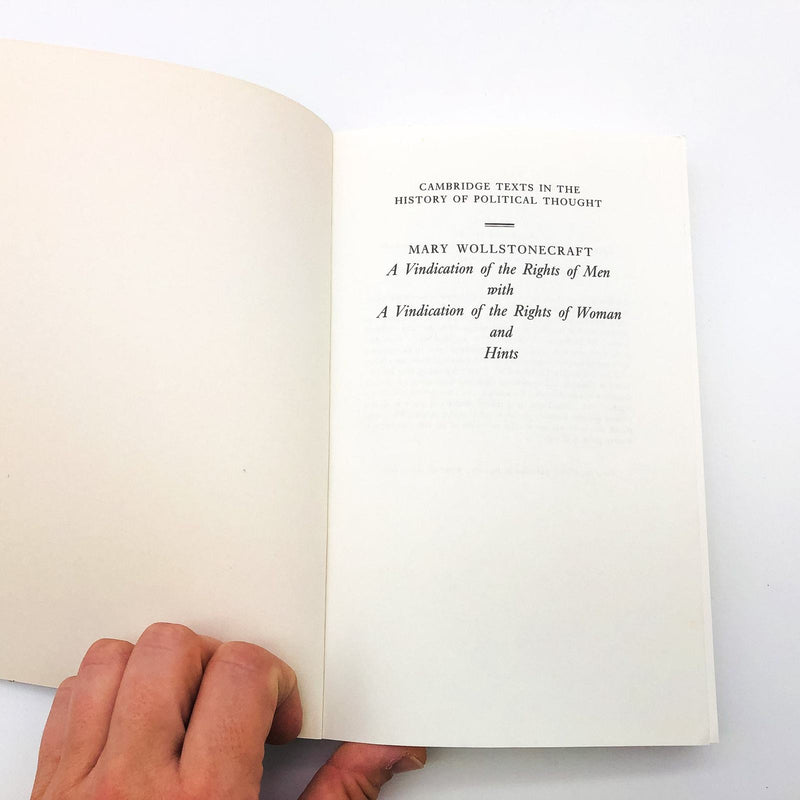 CAMBRIDGE TEXTS IN THE
HISTORY OF POLITICAL THOUGHT
MARY WOLLSTONECRAFT
A Vindication of the Rights of Men
with
A Vindication of the Rights of Woman
and
Hints